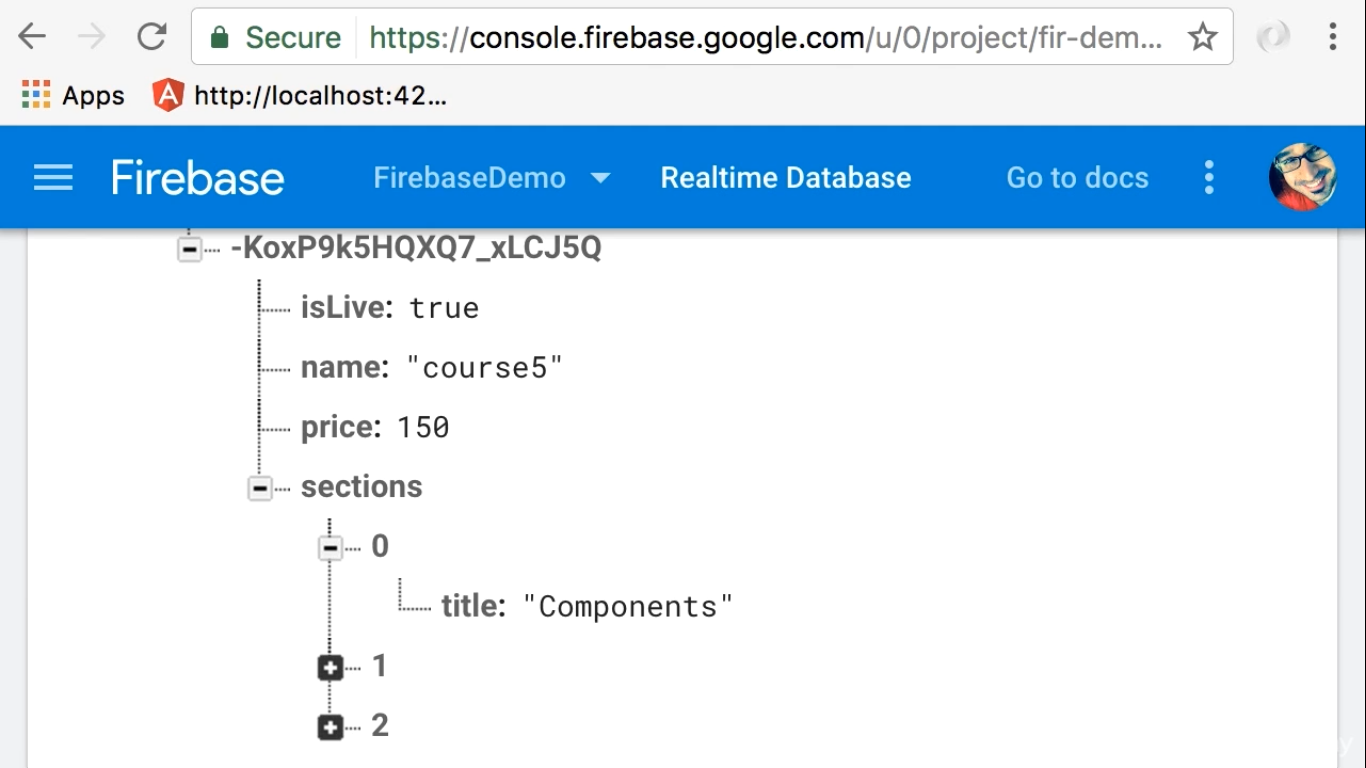 Secure https://console.firebase.google.com/u/0/project/fir-dem...
Apps http://localhost:42...
Firebase FirebaseDemo Realtime Database Go to docs
-KoxP9k5HQXQ7_xLCJ5Q
isLive: true
name: "course5"
price: 150
sections
0
title: "Components"
1
2